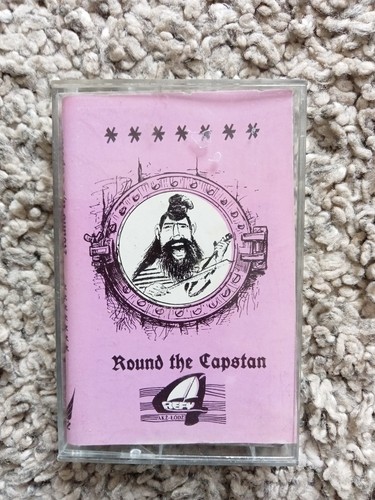 *******
Round the Capstan